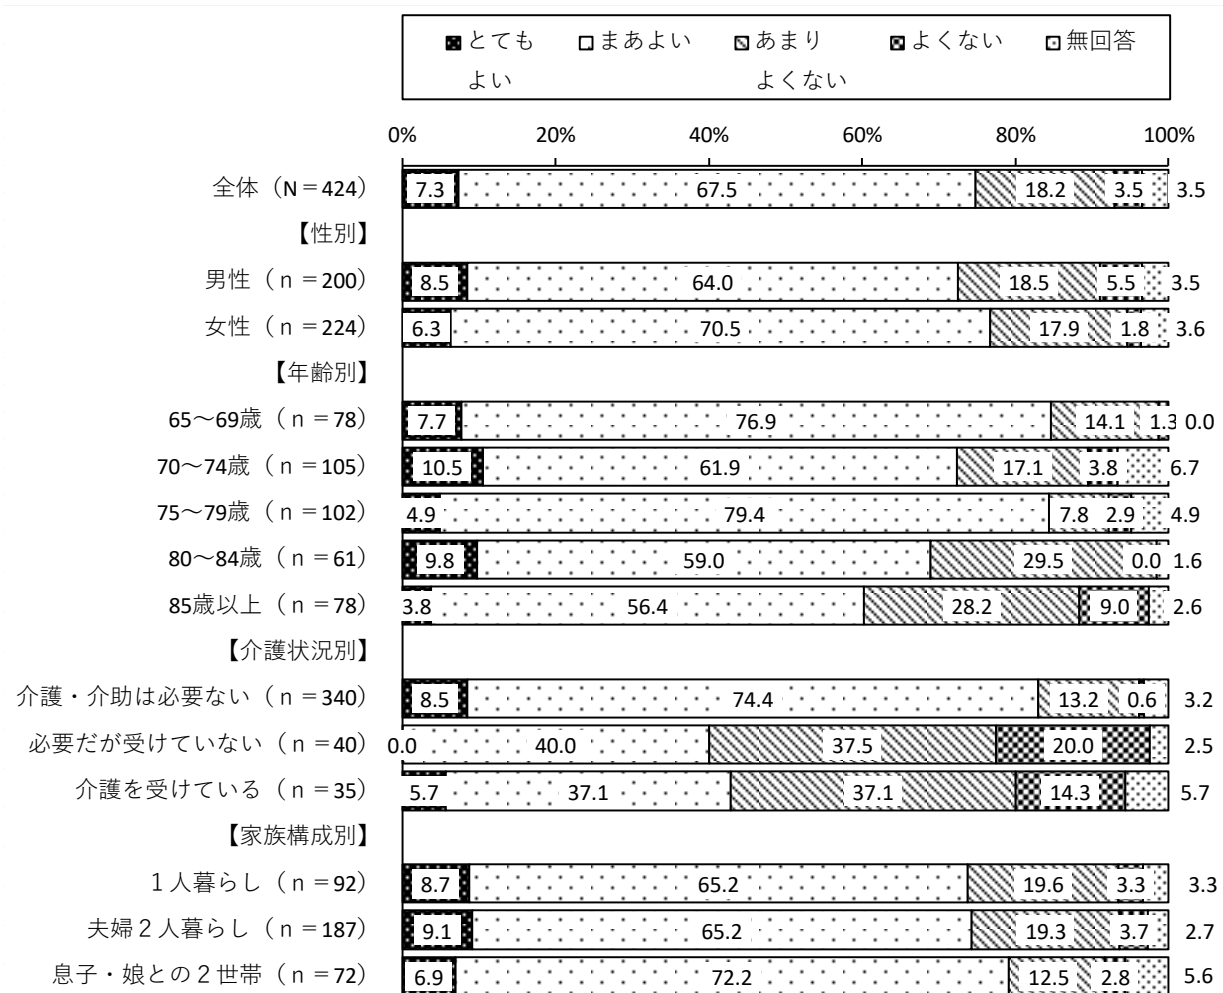 とても まあよい あまり よくない 無回答
よい よくない
0% 20% 40% 60% 80% 100%
全体（N＝424） 7.3 67.5 18.2 3.5 3.5
【性別】
男性（ｎ＝200） 8.5 64.0 18.5 5.5 3.5
女性（ｎ＝224） 6.3 70.5 17.9 1.8 3.6
【年齢別】
65～69歳（ｎ＝78） 7.7 76.9 14.1 1.3 0.0
70～74歳（ｎ＝105） 10.5 61.9 17.1 3.8 6.7
75～79歳（ｎ＝102） 4.9 79.4 7.8 2.9 4.9
80～84歳（ｎ＝61） 9.8 59.0 29.5 0.0 1.6
85歳以上（ｎ＝78） 3.8 56.4 28.2 9.0 2.6
【介護状況別】
介護・介助は必要ない（ｎ＝340） 8.5 74.4 13.2 0.6 3.2
必要だが受けていない（ｎ＝40） 0.0 40.0 37.5 20.0 2.5
介護を受けている（ｎ＝35） 5.7 37.1 37.1 14.3 5.7
【家族構成別】
１人暮らし（ｎ＝92） 8.7 65.2 19.6 3.3 3.3
夫婦２人暮らし（ｎ＝187） 9.1 65.2 19.3 3.7 2.7
息子・娘との２世帯（ｎ＝72） 6.9 72.2 12.5 2.8 5.6